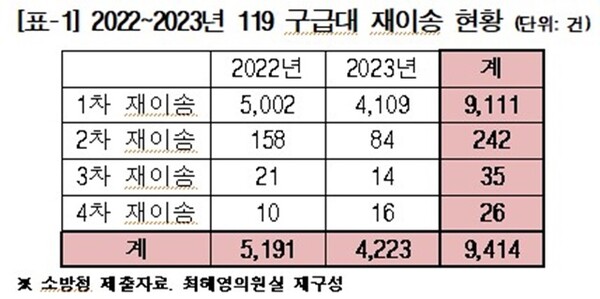 [표-1] 2022~2023년 119 구급대 재이송 현황 (단위: 건)
2022년 2023년 계
1차 재이송 5,002 4,109 9,111
2차 재이송 158 84 242
3차 재이송 21 14 35
4차 재이송 10 16 26
계 5,191 4,223 9,414
※ 소방청 제출자료. 최혜영의원실 재구성